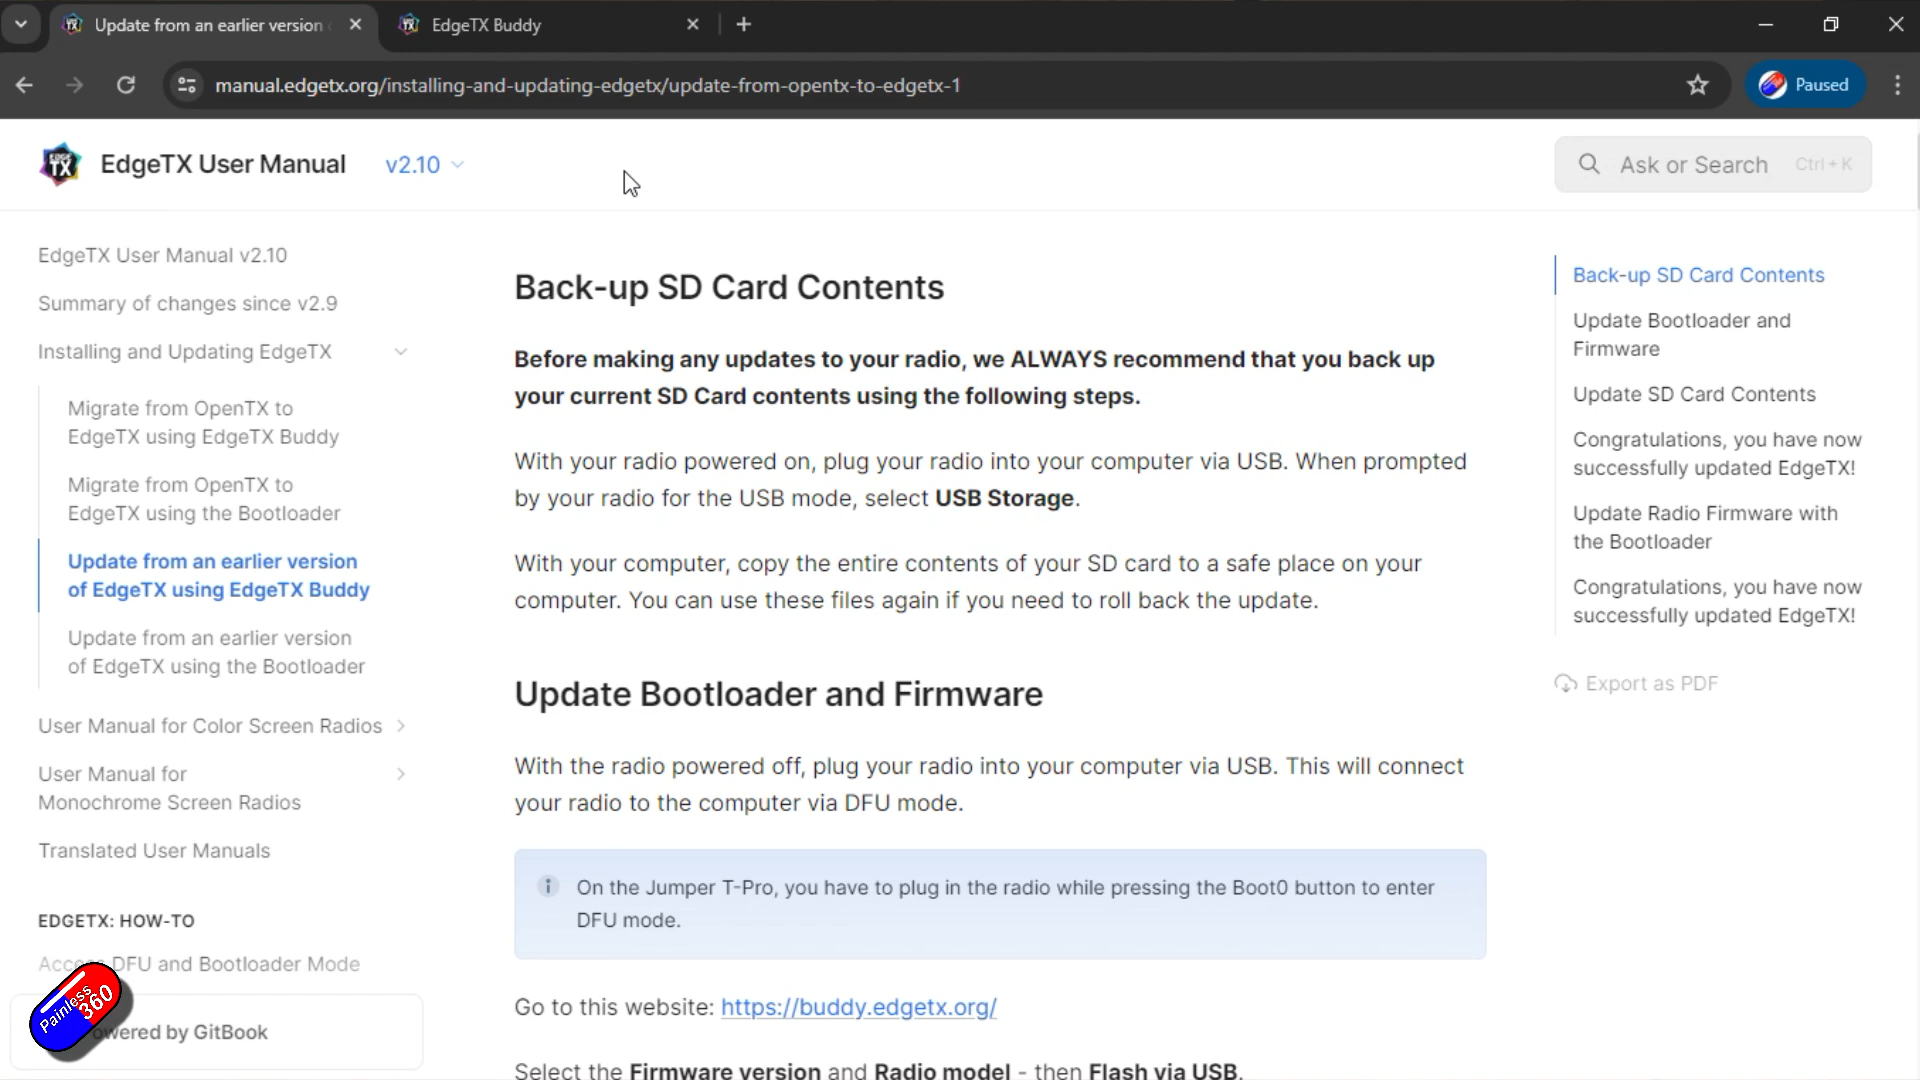 Update from an earlier version
EdgeTX Buddy
manual.edgetx.org/installing-and-updating-edgetx/update-from-opentx-to-edgetx-1
Paused
EDGE
TX
EdgeTX User Manual
v2.10
Ask or Search
Ctrl + K
EdgeTX User Manual v2.10
Summary of changes since v2.9
Installing and Updating EdgeTX
Migrate from OpenTX to
EdgeTX using EdgeTX Buddy
Migrate from OpenTX to
EdgeTX using the Bootloader
Update from an earlier version
of EdgeTX using EdgeTX Buddy
Update from an earlier version
of EdgeTX using the Bootloader
User Manual for Color Screen Radios
User Manual for
Monochrome Screen Radios
Translated User Manuals
EDGETX: HOW-TO
Access DFU and Bootloader Mode
Painless
360
owered by GitBook
Back-up SD Card Contents
Before making any updates to your radio, we ALWAYS recommend that you back up
your current SD Card contents using the following steps.
With your radio powered on, plug your radio into your computer via USB. When prompted
by your radio for the USB mode, select USB Storage.
With your computer, copy the entire contents of your SD card to a safe place on your
computer. You can use these files again if you need to roll back the update.
Update Bootloader and Firmware
With the radio powered off, plug your radio into your computer via USB. This will connect
your radio to the computer via DFU mode.
On the Jumper T-Pro, you have to plug in the radio while pressing the Boot0 button to enter
DFU mode.
Go to this website: https://buddy.edgetx.org/
Select the Firmware version and Radio model - then Flash via USB.
Back-up SD Card Contents
Update Bootloader and
Firmware
Update SD Card Contents
Congratulations, you have now
successfully updated EdgeTX!
Update Radio Firmware with
the Bootloader
Congratulations, you have now
successfully updated EdgeTX!
Export as PDF